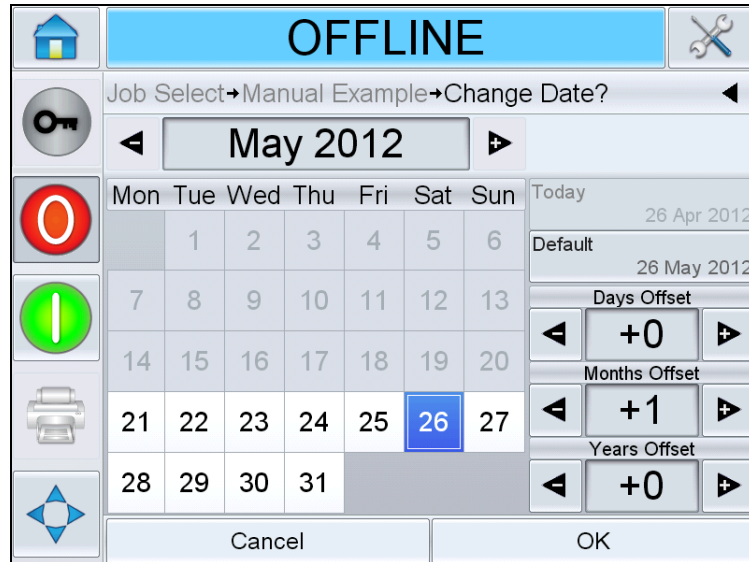 OFFLINE
Job Select→Manual Example→Change Date?
May 2012
Mon Tue Wed Thu Fri Sat Sun
1 2 3 4 5 6
7 8 9 10 11 12 13
14 15 16 17 18 19 20
21 22 23 24 25 26 27
28 29 30 31
Today
26 Apr 2012
Default
26 May 2012
Days Offset
+0
Months Offset
+1
Years Offset
+0
Cancel OK